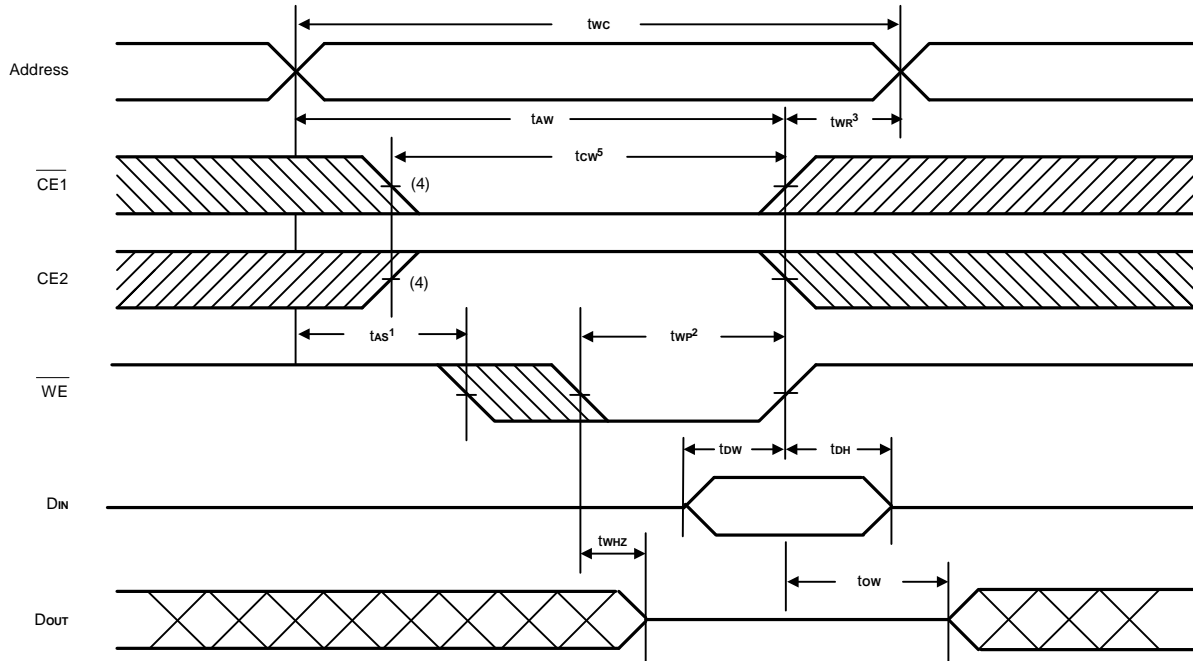 tWC
Address
tAW
tWR³
tCW⁵
CE1
(4)
CE2
(4)
tAS¹
tWP²
WE
tDW
tDH
DIN
tWHZ
tOW
DOUT